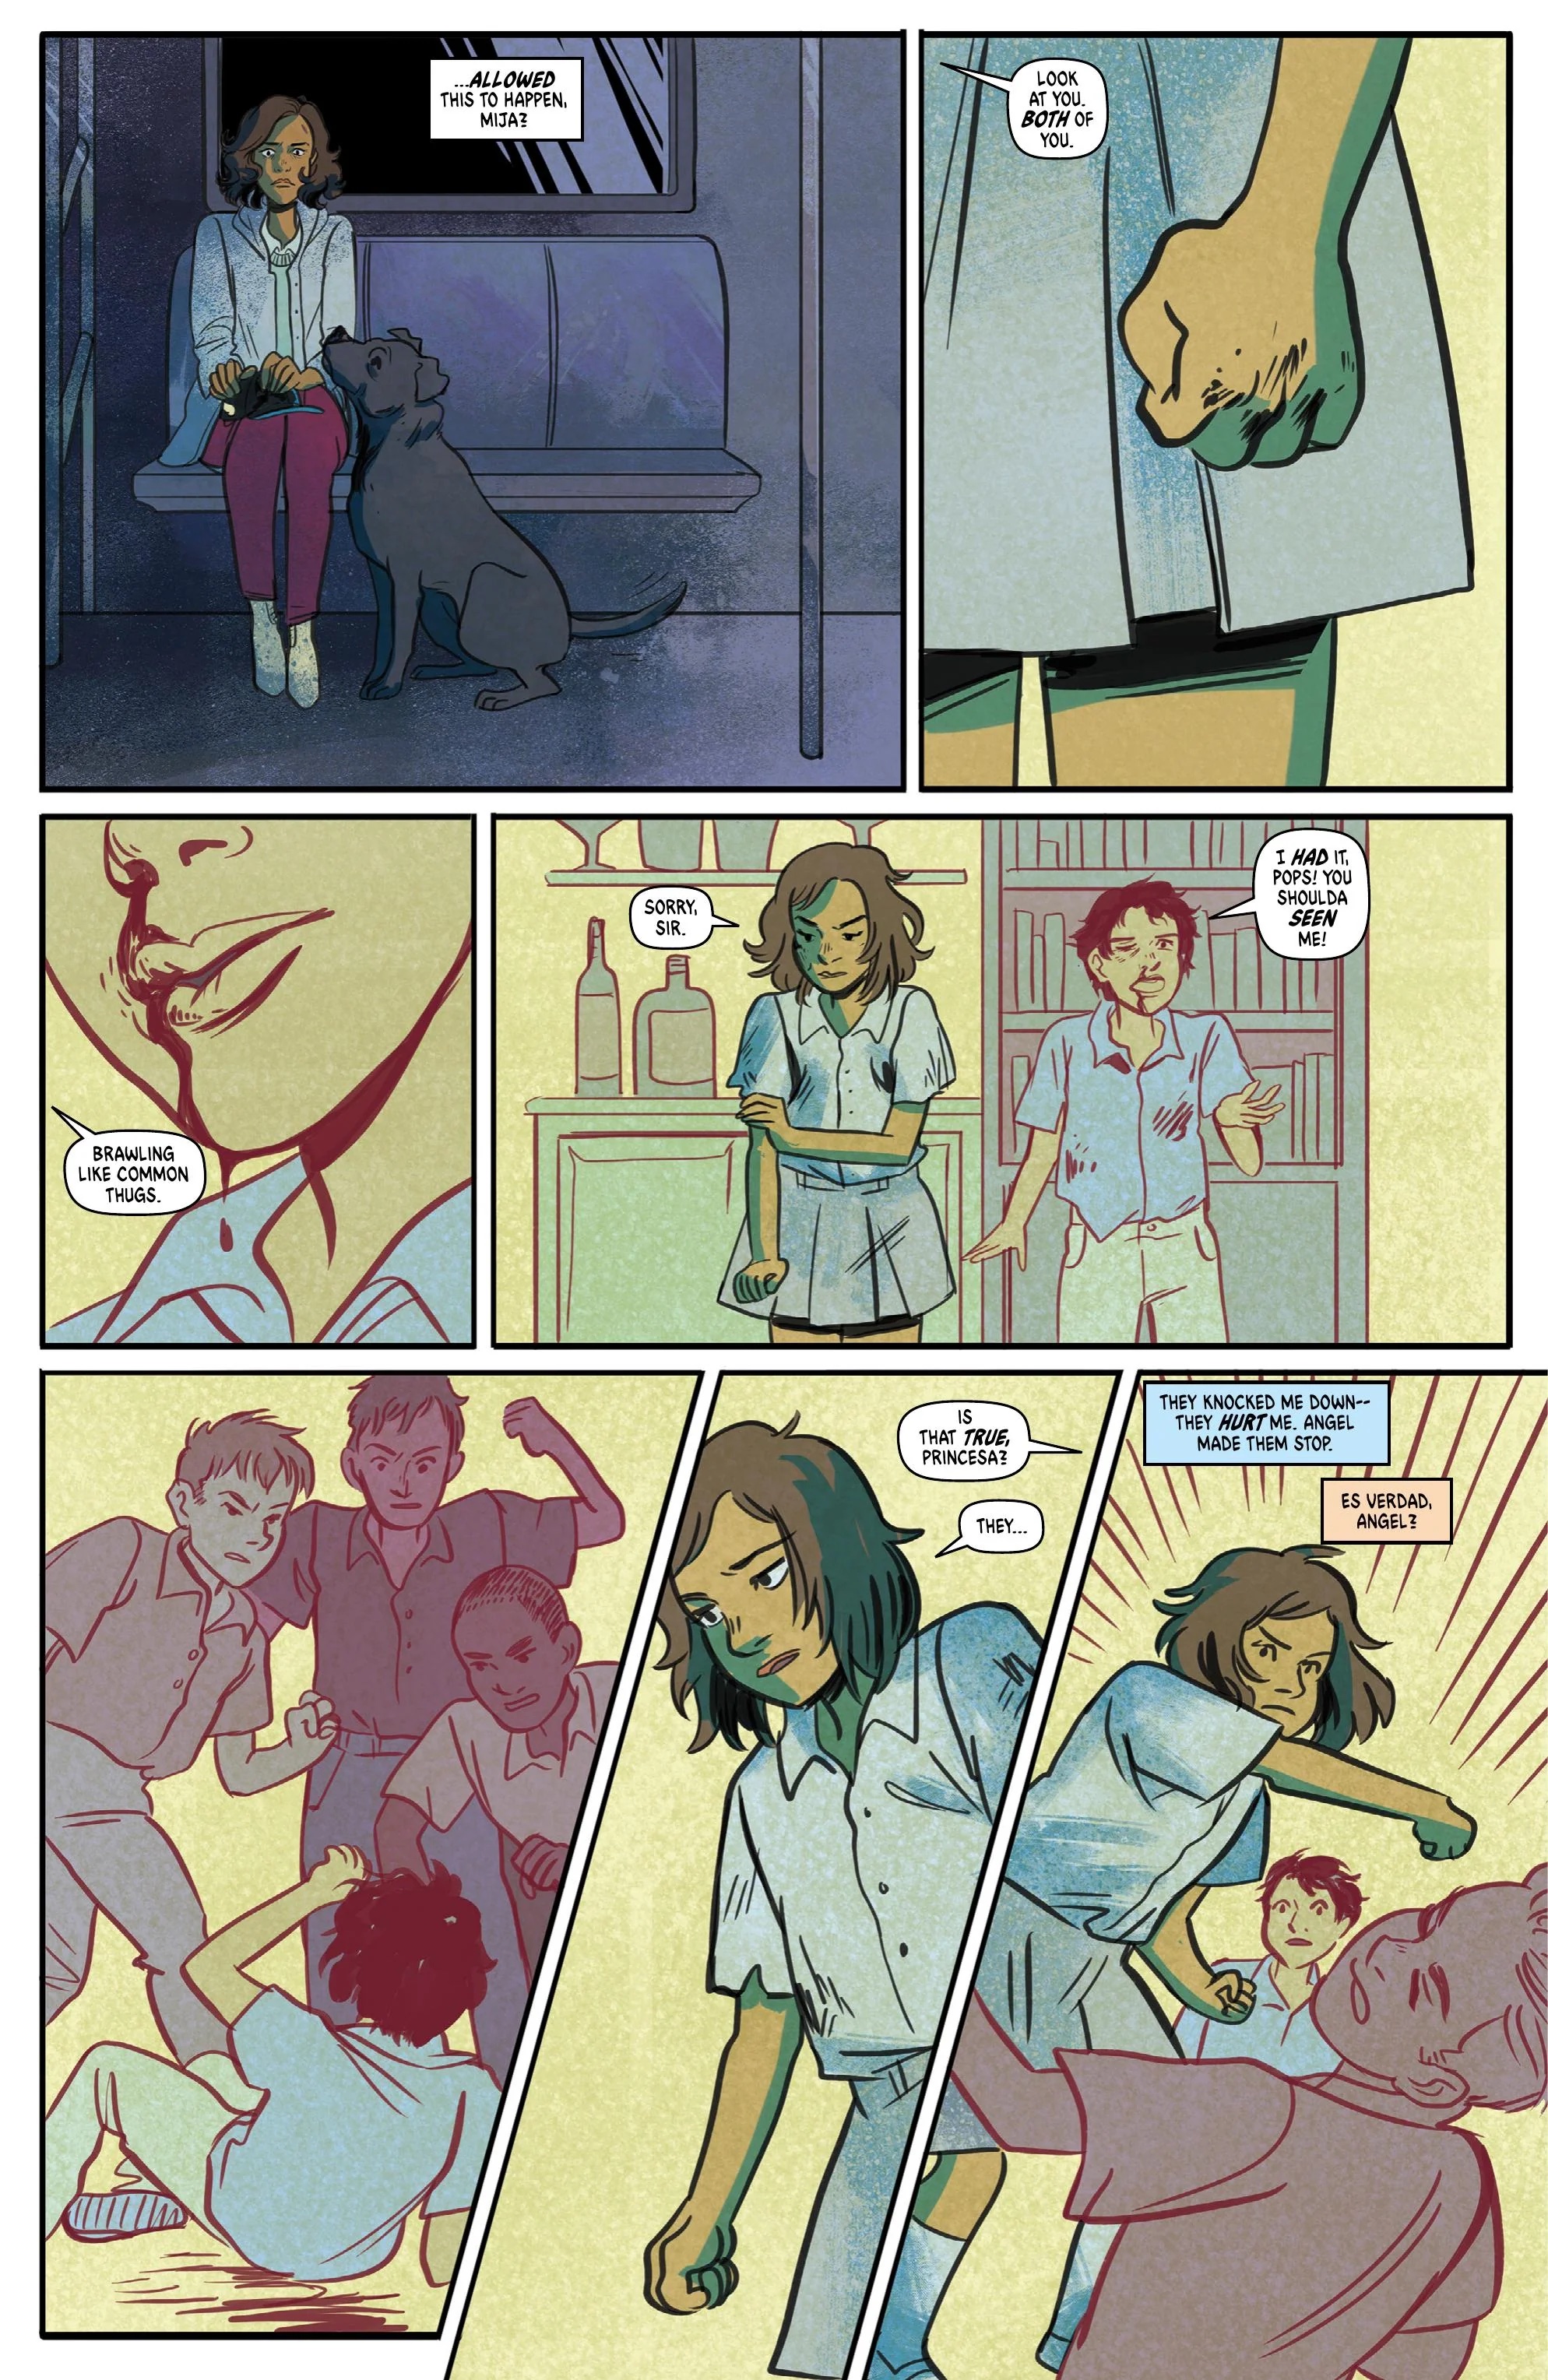 ...ALLOWED
THIS TO HAPPEN,
MIJA?
LOOK
AT YOU.
BOTH OF
YOU.
BRAWLING
LIKE COMMON
THUGS.
SORRY,
SIR.
I HAD IT,
POPS! YOU
SHOULDA
SEEN
ME!
IS
THAT TRUE,
PRINCESA?
THEY...
THEY KNOCKED ME DOWN--
THEY HURT ME. ANGEL
MADE THEM STOP.
ES VERDAD,
ANGEL?